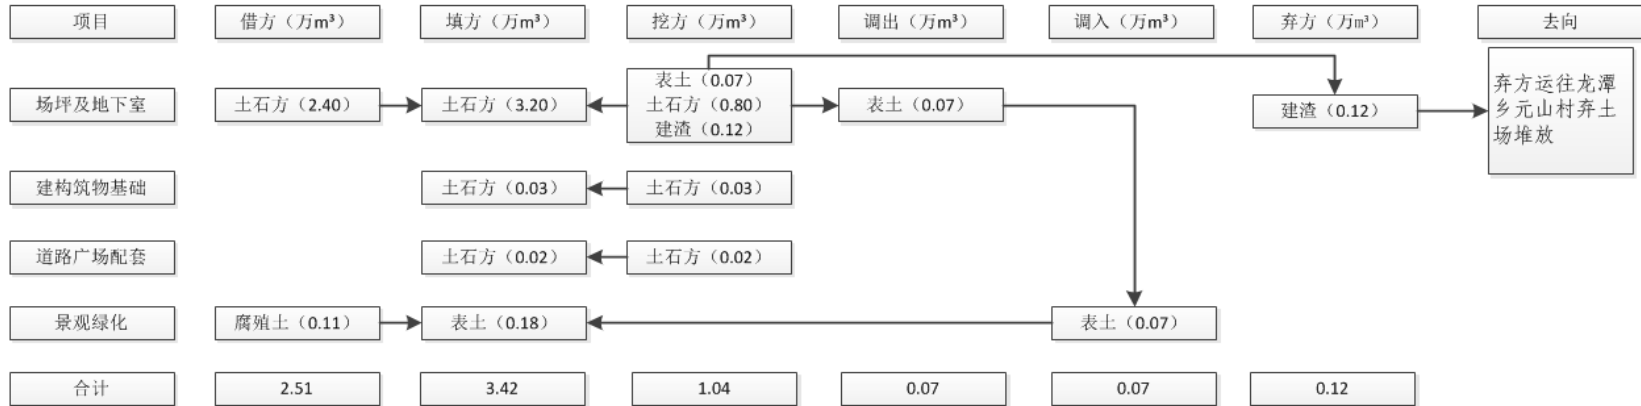 项目 借方（万m³） 填方（万m³） 挖方（万m³） 调出（万m³） 调入（万m³） 弃方（万m³） 去向
场坪及地下室 土石方（2.40） 土石方（3.20）
表土（0.07）
土石方（0.80）
建渣（0.12）
表土（0.07）
建渣（0.12）
弃方运往龙潭
乡元山村弃土
场堆放
建构筑物基础 土石方（0.03） 土石方（0.03）
道路广场配套 土石方（0.02） 土石方（0.02）
景观绿化 腐殖土（0.11） 表土（0.18） 表土（0.07）
合计 2.51 3.42 1.04 0.07 0.07 0.12